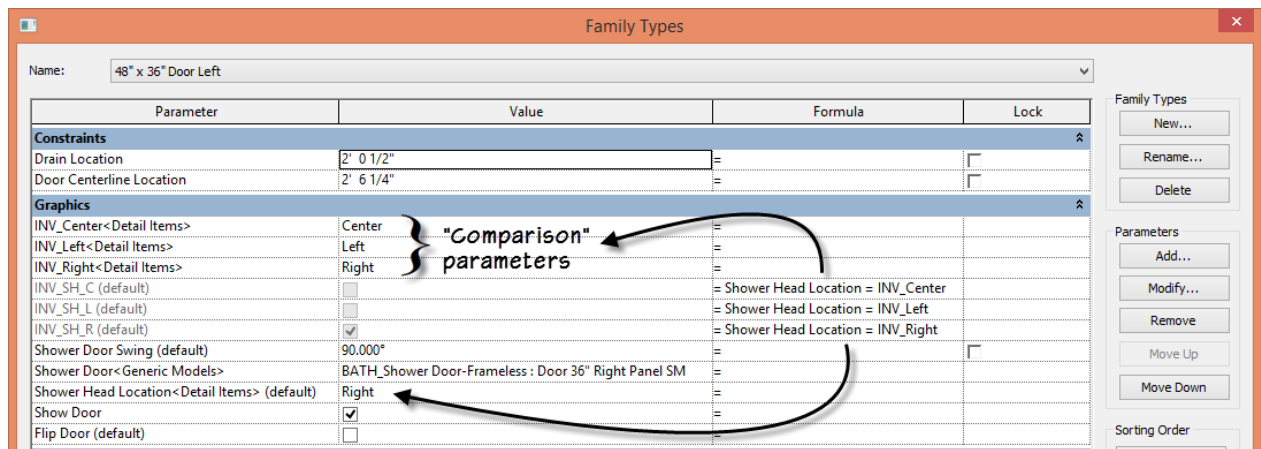 Family Types
Name: 48" x 36" Door Left
Parameter Value Formula Lock
Constraints
Drain Location 2' 0 1/2" =
Door Centerline Location 2' 6 1/4" =
Graphics
INV_Center<Detail Items> Center =
INV_Left<Detail Items> Left =
INV_Right<Detail Items> Right =
"Comparison"
parameters
INV_SH_C (default) = Shower Head Location = INV_Center
INV_SH_L (default) = Shower Head Location = INV_Left
INV_SH_R (default) = Shower Head Location = INV_Right
Shower Door Swing (default) 90.000° =
Shower Door<Generic Models> BATH_Shower Door-Frameless : Door 36" Right Panel SM =
Shower Head Location<Detail Items> (default) Right =
Show Door =
Flip Door (default) =
Family Types
New...
Rename...
Delete
Parameters
Add...
Modify...
Remove
Move Up
Move Down
Sorting Order